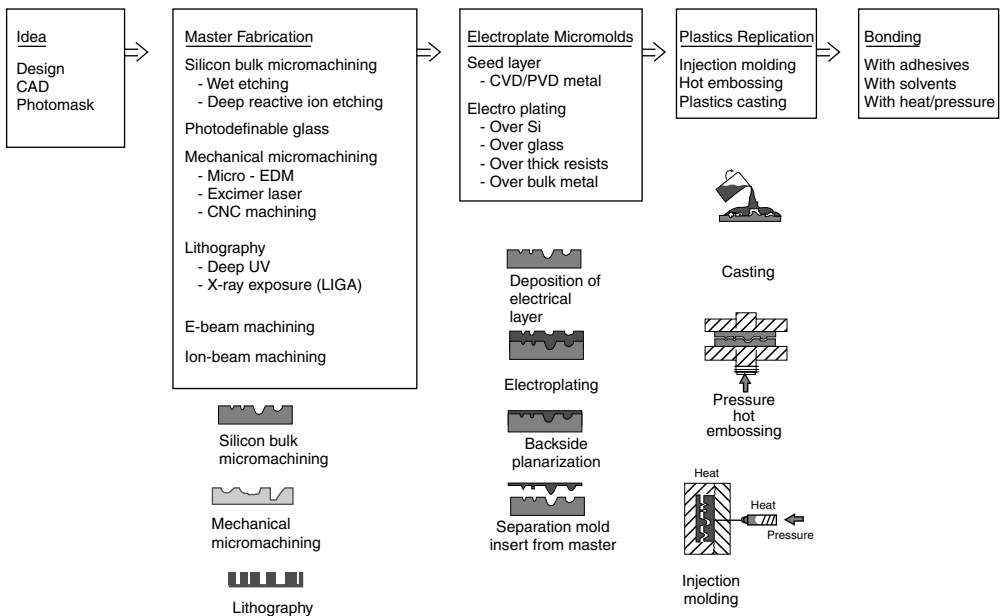 Idea
Design
CAD
Photomask
Master Fabrication
Silicon bulk micromachining
- Wet etching
- Deep reactive ion etching
Photodefinable glass
Mechanical micromachining
- Micro - EDM
- Excimer laser
- CNC machining
Lithography
- Deep UV
- X-ray exposure (LIGA)
E-beam machining
Ion-beam machining
Silicon bulk
micromachining
Mechanical
micromachining
Lithography
Electroplate Micromolds
Seed layer
- CVD/PVD metal
Electro plating
- Over Si
- Over glass
- Over thick resists
- Over bulk metal
Deposition of
electrical
layer
Electroplating
Backside
planarization
Separation mold
insert from master
Plastics Replication
Injection molding
Hot embossing
Plastics casting
Casting
Pressure
hot
embossing
Heat
Heat
Pressure
Injection
molding
Bonding
With adhesives
With solvents
With heat/pressure